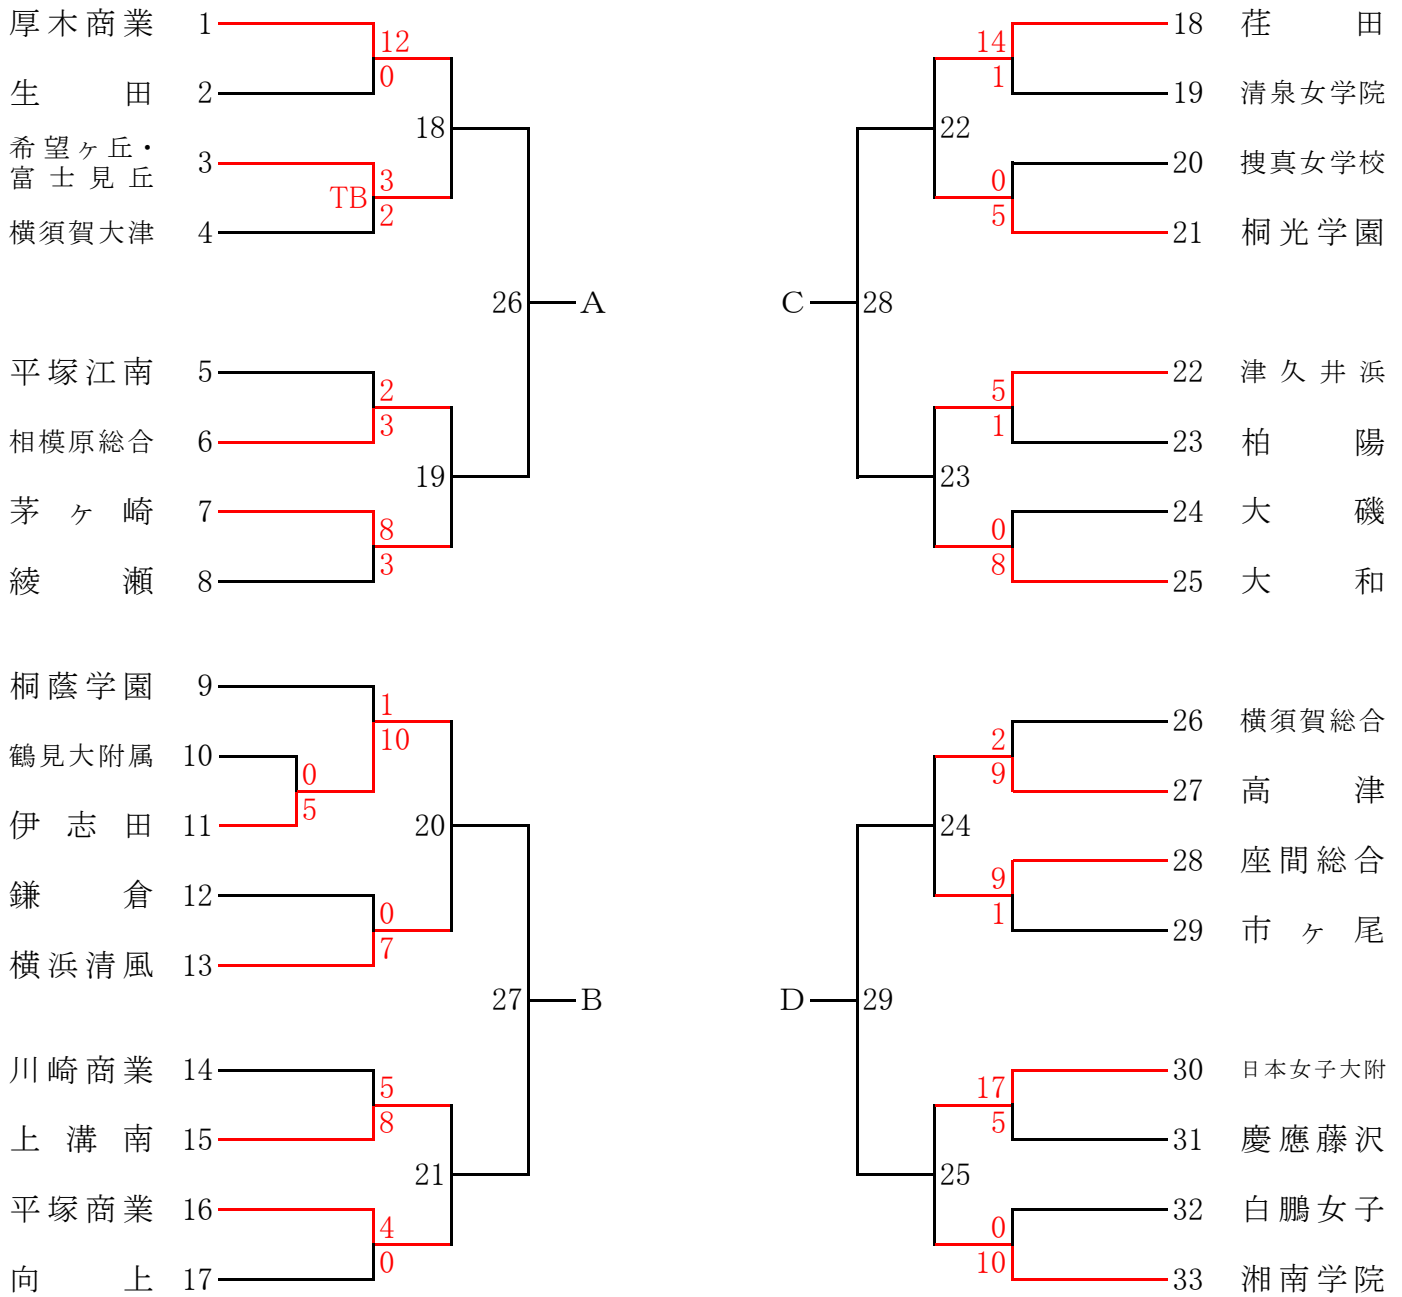 厚木商業 1
12
0
生田 2
18
希望ヶ丘・
富士見丘 3
TB 3
2
横須賀大津 4
26 A
平塚江南 5
2
3
相模原総合 6
19
茅ヶ崎 7
8
3
綾瀬 8
桐蔭学園 9
1
10
鶴見大附属 10
0
5
伊志田 11
20
鎌倉 12
0
7
横浜清風 13
27 B
川崎商業 14
5
8
上溝南 15
21
平塚商業 16
4
0
向上 17
18 荏田
14
1
19 清泉女学院
22
20 捜真女学校
0
5
21 桐光学園
C 28
22 津久井浜
5
1
23 柏陽
23
24 大磯
0
8
25 大和
26 横須賀総合
2
9
27 高津
24
28 座間総合
9
1
29 市ヶ尾
D 29
30 日本女子大附
17
5
31 慶應藤沢
25
32 白鵬女子
0
10
33 湘南学院